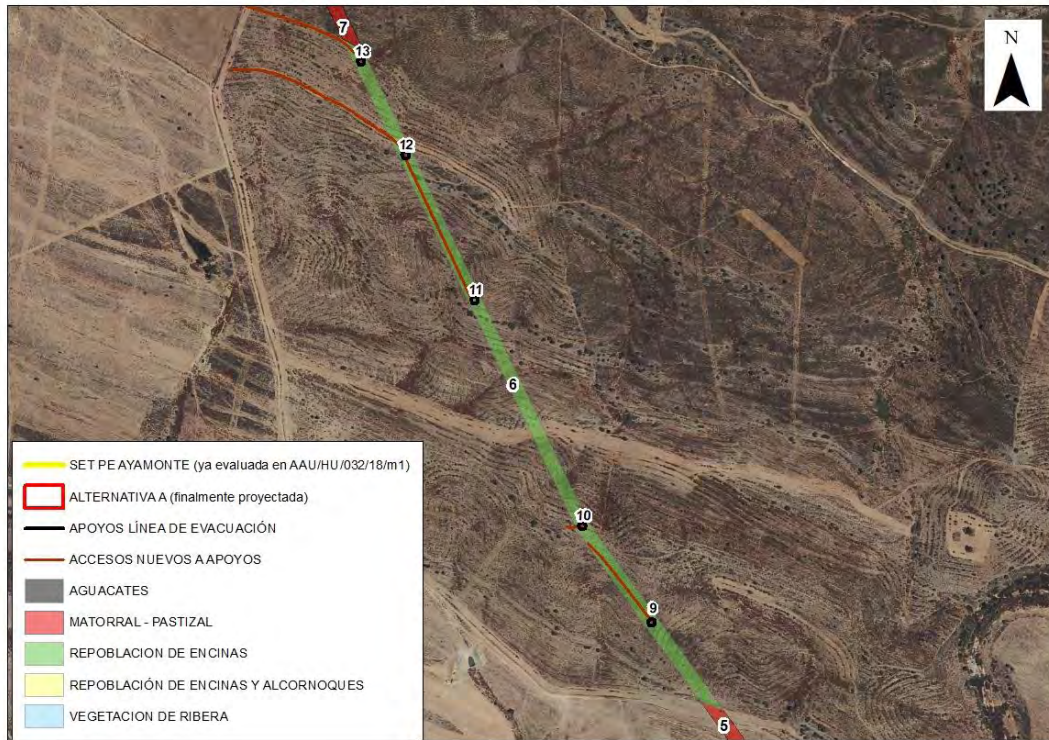 7
N
13
12
11
6
10
9
5
SET PE AYAMONTE (ya evaluada en AAU/HU/032/18/m1)
ALTERNATIVA A (finalmente proyectada)
APOYOS LÍNEA DE EVACUACIÓN
ACCESOS NUEVOS A APOYOS
AGUACATES
MATORRAL - PASTIZAL
REPOBLACION DE ENCINAS
REPOBLACIÓN DE ENCINAS Y ALCORNOQUES
VEGETACION DE RIBERA